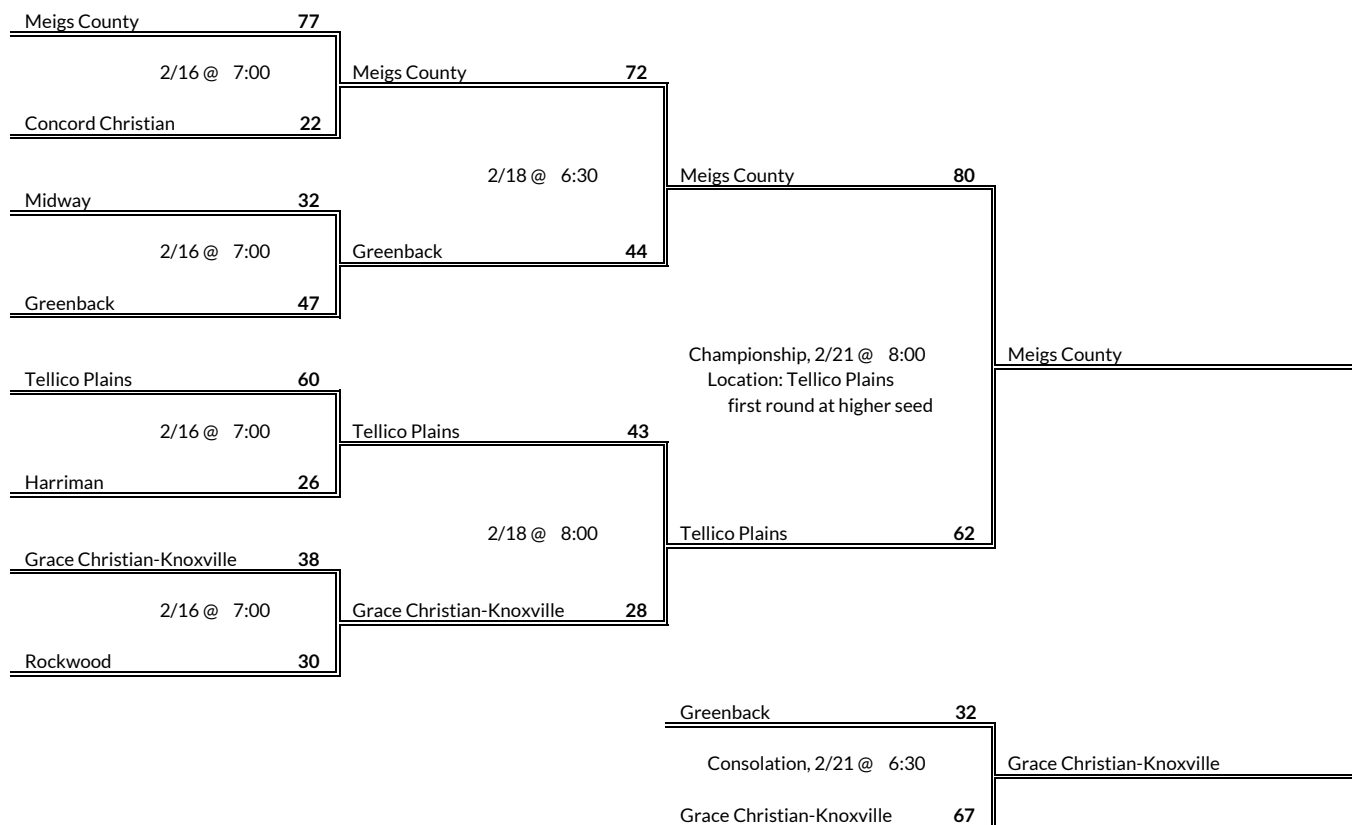 Meigs County 77
2/16 @ 7:00
Meigs County 72
Concord Christian 22
2/18 @ 6:30
Meigs County 80
Midway 32
2/16 @ 7:00
Greenback 44
Greenback 47
Championship, 2/21 @ 8:00
Meigs County
Location: Tellico Plains
first round at higher seed
Tellico Plains 60
2/16 @ 7:00
Tellico Plains 43
Harriman 26
2/18 @ 8:00
Tellico Plains 62
Grace Christian-Knoxville 38
2/16 @ 7:00
Grace Christian-Knoxville 28
Rockwood 30
Greenback 32
Consolation, 2/21 @ 6:30
Grace Christian-Knoxville
Grace Christian-Knoxville 67